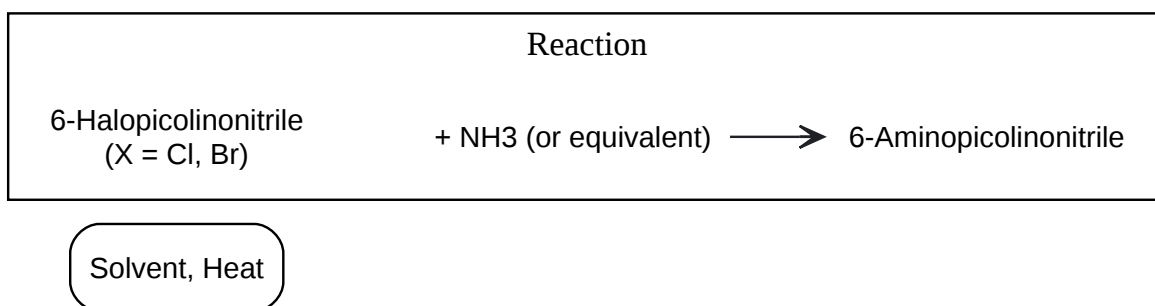 Reaction
6-Halopicolinonitrile
(X = Cl, Br)
+ NH3 (or equivalent)
6-Aminopicolinonitrile
Solvent, Heat